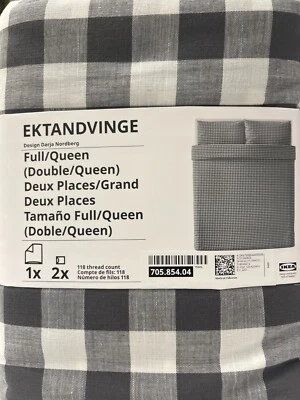 EKTANDVINGE
Design Darja Nordberg
Full/Queen
(Double/Queen)
Deux Places/Grand
Deux Places
Tamaño Full/Queen
(Doble/Queen)
1x 2x
118 thread count
Compte de fils: 118
Número de hilos 118
705.854.04
IKEA